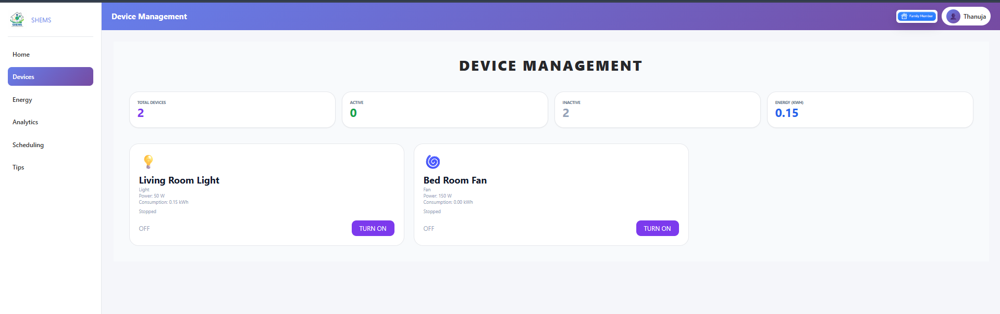 SHEMS
SHEMS
Device Management
Family Member
Thanuja
Home
Devices
Energy
Analytics
Scheduling
Tips
DEVICE MANAGEMENT
TOTAL DEVICES
2
ACTIVE
0
INACTIVE
2
ENERGY (KWH)
0.15
Living Room Light
Light
Power: 50 W
Consumption: 0.15 kWh
Stopped
OFF
TURN ON
Bed Room Fan
Fan
Power: 150 W
Consumption: 0.00 kWh
Stopped
OFF
TURN ON